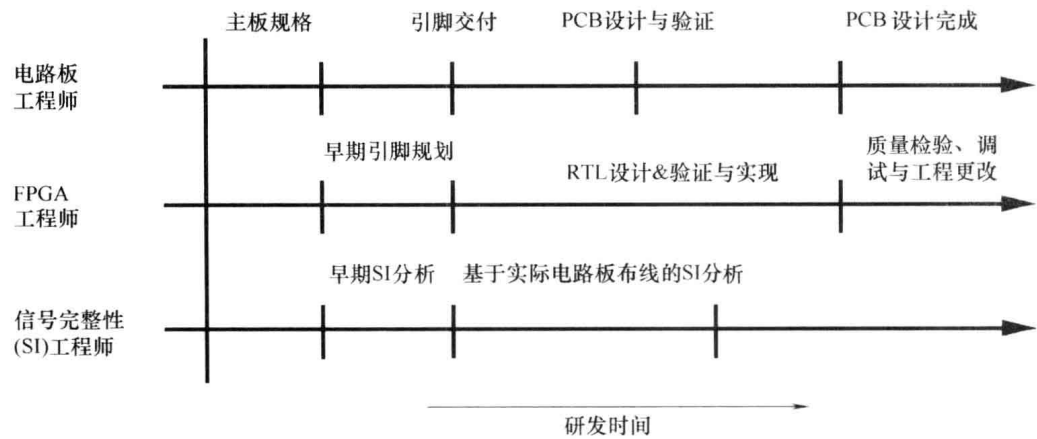 主板规格
引脚交付
PCB设计与验证
PCB 设计完成
电路板
工程师
早期引脚规划
RTL设计&验证与实现
质量检验、调
试与工程更改
FPGA
工程师
早期SI分析
基于实际电路板布线的SI分析
信号完整性
(SI)工程师
研发时间